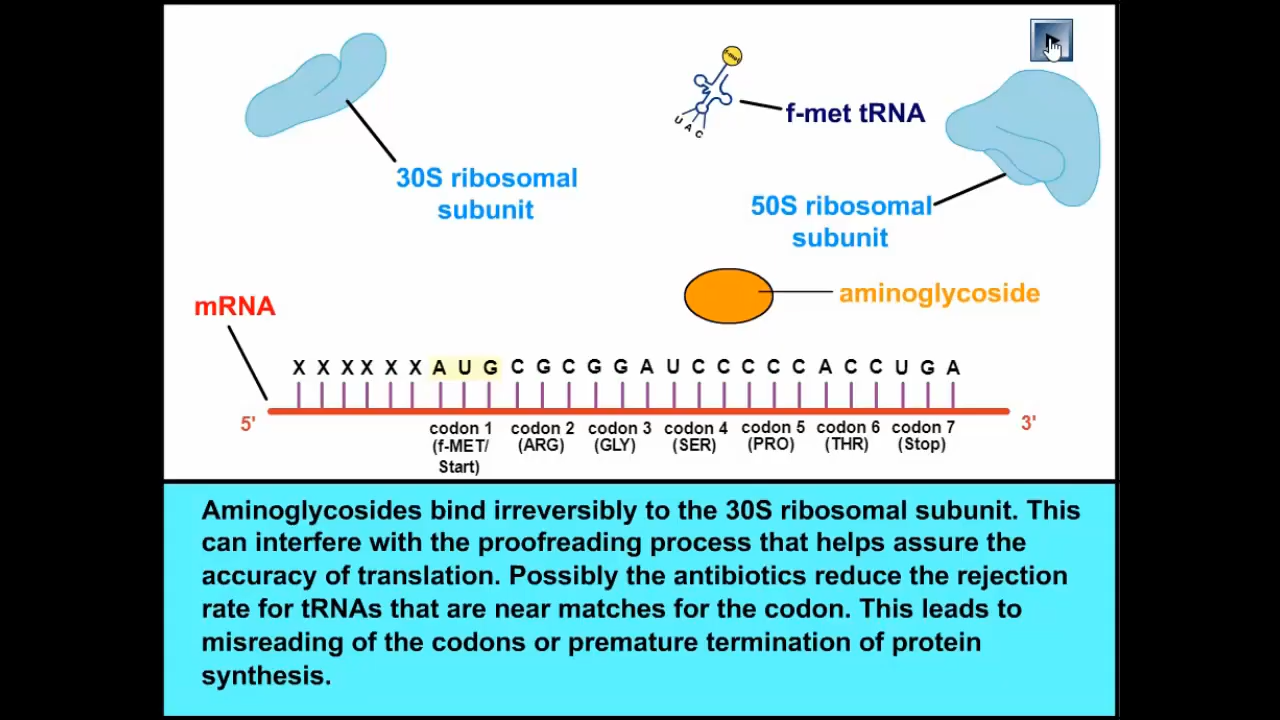 f-met
f-met tRNA
U A C
30S ribosomal
subunit
50S ribosomal
subunit
aminoglycoside
mRNA
X X X X X X A U G C G C G G A U C C C C C A C C U G A
5'
3'
codon 1 codon 2 codon 3 codon 4 codon 5 codon 6 codon 7
(f-MET/ (ARG) (GLY) (SER) (PRO) (THR) (Stop)
Start)
Aminoglycosides bind irreversibly to the 30S ribosomal subunit. This
can interfere with the proofreading process that helps assure the
accuracy of translation. Possibly the antibiotics reduce the rejection
rate for tRNAs that are near matches for the codon. This leads to
misreading of the codons or premature termination of protein
synthesis.